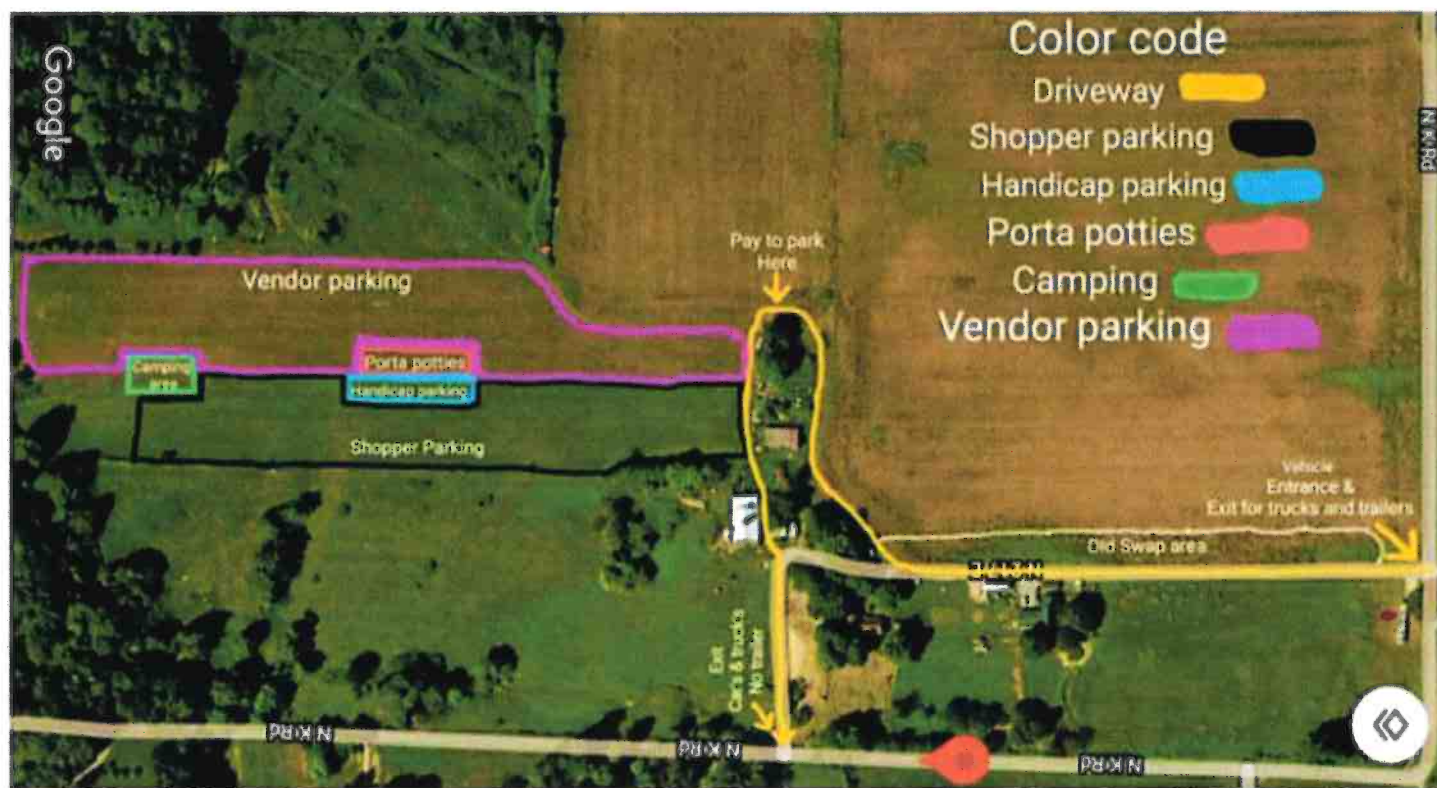 Google
Color code
Driveway
Shopper parking
Handicap parking
Porta potties
Camping
Vendor parking
N K Rd
Pay to park
Here
Vendor parking
Camping
area
Porta potties
Handicap parking
Shopper Parking
Vehicle
Entrance &
Exit for trucks and trailers
Old Swap area
Exit
Car's & trucks
No trailer
N K Rd
N K Rd
N K Rd